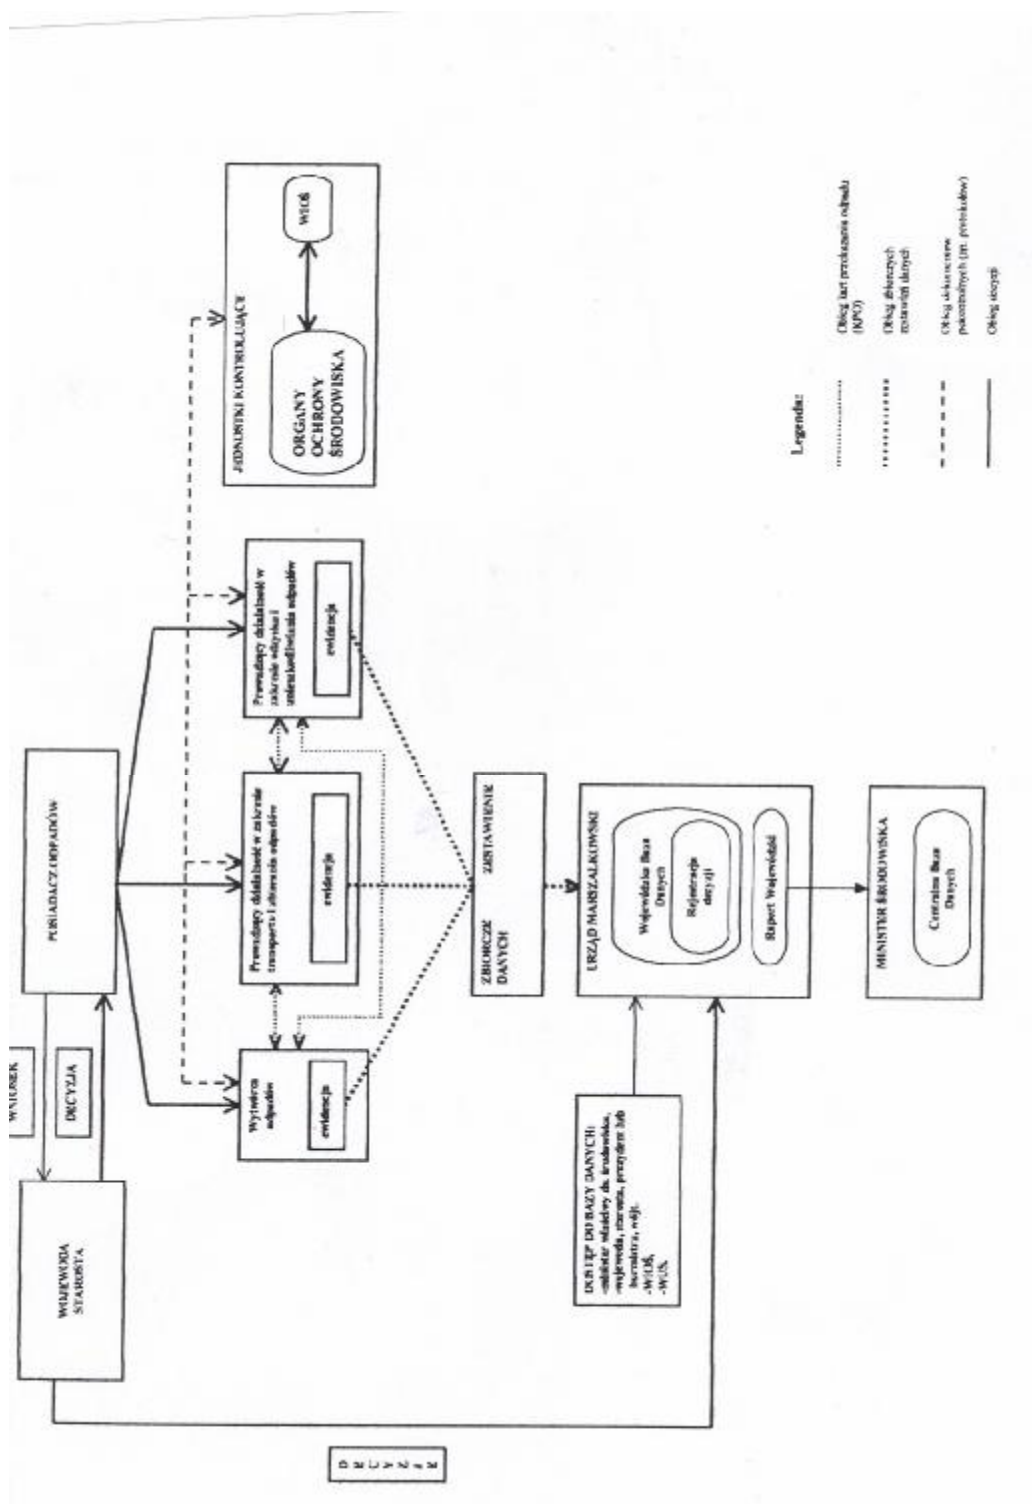 WNIOSEK
DECYZJA
WOJEWODA
STAROSTA
POSIADACZ ODPADÓW
Wytwórca
odpadów
ewidencja
Prowadzący działalność w zakresie
transportu i zbierania odpadów
ewidencja
Prowadzący działalność w
zakresie odzysku i
unieszkodliwiania odpadów
ewidencja
JEDNOSTKI KONTROLUJĄCE
ORGANY
OCHRONY
ŚRODOWISKA
WIOŚ
ZBIORCZE ZESTAWIENIE
DANYCH
DOSTĘP DO BAZY DANYCH:
-minister właściwy ds. środowiska,
-wojewoda, starosta, prezydent lub
burmistrz, wójt.
-WIOŚ,
-WUS.
URZĄD MARSZAŁKOWSKI
Wojewódzka Baza
Danych
Rejestracja
decyzji
Raport Wojewódzki
MINISTER ŚRODOWISKA
Centralna Baza
Danych
Legenda:
Obieg kart przekazania odpadu
(KPO)
Obieg zbiorczych
zestawień danych
Obieg dokumentów
pokontrolnych (m. protokołów)
Obieg decyzji